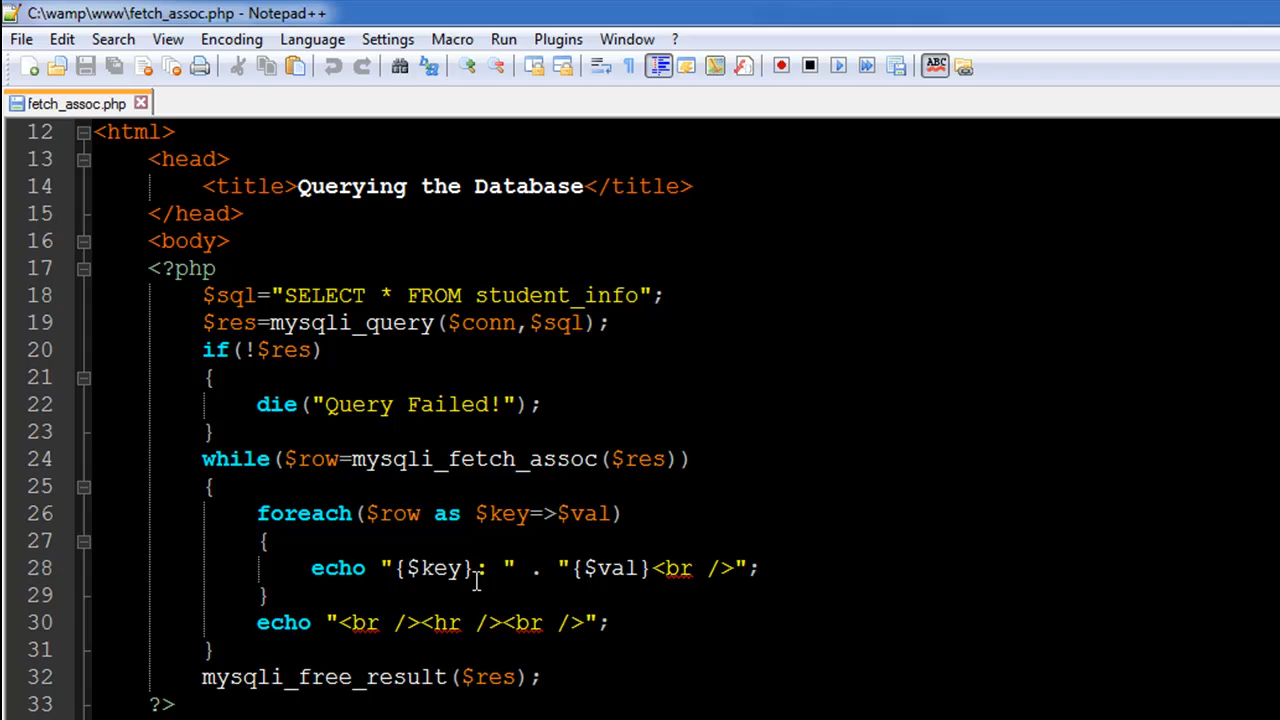 C:\wamp\www\fetch_assoc.php - Notepad++
File Edit Search View Encoding Language Settings Macro Run Plugins Window ?
ABC
fetch_assoc.php
12 <html>
13 <head>
14 <title>Querying the Database</title>
15 </head>
16 <body>
17 <?php
18 $sql="SELECT * FROM student_info";
19 $res=mysqli_query($conn,$sql);
20 if(!$res)
21 {
22 die("Query Failed!");
23 }
24 while($row=mysqli_fetch_assoc($res))
25 {
26 foreach($row as $key=>$val)
27 {
28 echo "{$key}: " . "{$val}<br />";
29 }
30 echo "<br /><hr /><br />";
31 }
32 mysqli_free_result($res);
33 ?>